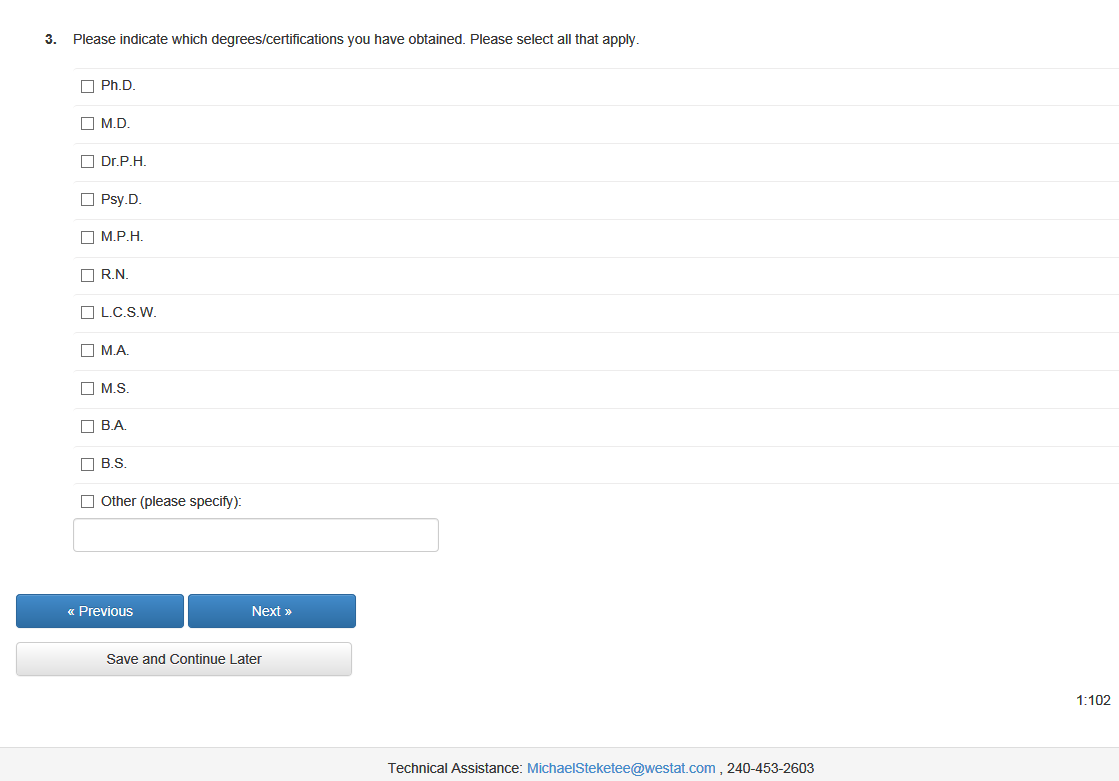 3. Please indicate which degrees/certifications you have obtained. Please select all that apply.
Ph.D.
M.D.
Dr.P.H.
Psy.D.
M.P.H.
R.N.
L.C.S.W.
M.A.
M.S.
B.A.
B.S.
Other (please specify):
« Previous
Next »
Save and Continue Later
1:102
Technical Assistance: MichaelSteketee@westat.com , 240-453-2603